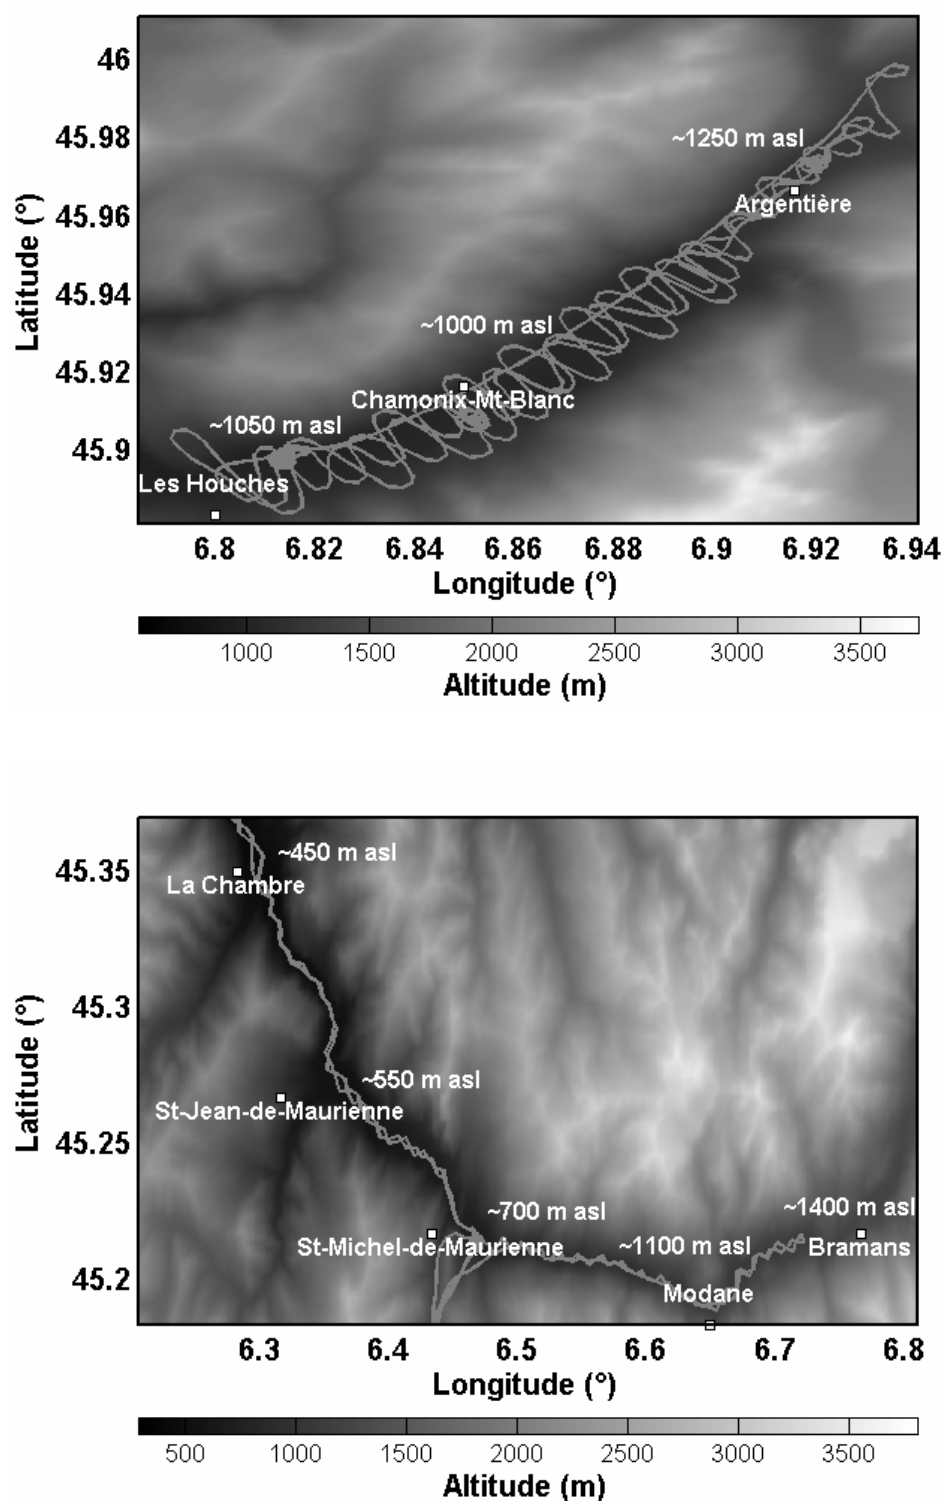 46
45.98
~1250 m asl
45.96
Argentière
Latitude (°)
45.94
~1000 m asl
45.92
Chamonix-Mt-Blanc
~1050 m asl
45.9
Les Houches
6.8 6.82 6.84 6.86 6.88 6.9 6.92 6.94
Longitude (°)
1000 1500 2000 2500 3000 3500
Altitude (m)
~450 m asl
45.35
La Chambre
45.3
Latitude (°)
~550 m asl
St-Jean-de-Maurienne
45.25
~700 m asl
~1400 m asl
St-Michel-de-Maurienne
~1100 m asl
Bramans
45.2
Modane
6.3 6.4 6.5 6.6 6.7 6.8
Longitude (°)
500 1000 1500 2000 2500 3000 3500
Altitude (m)